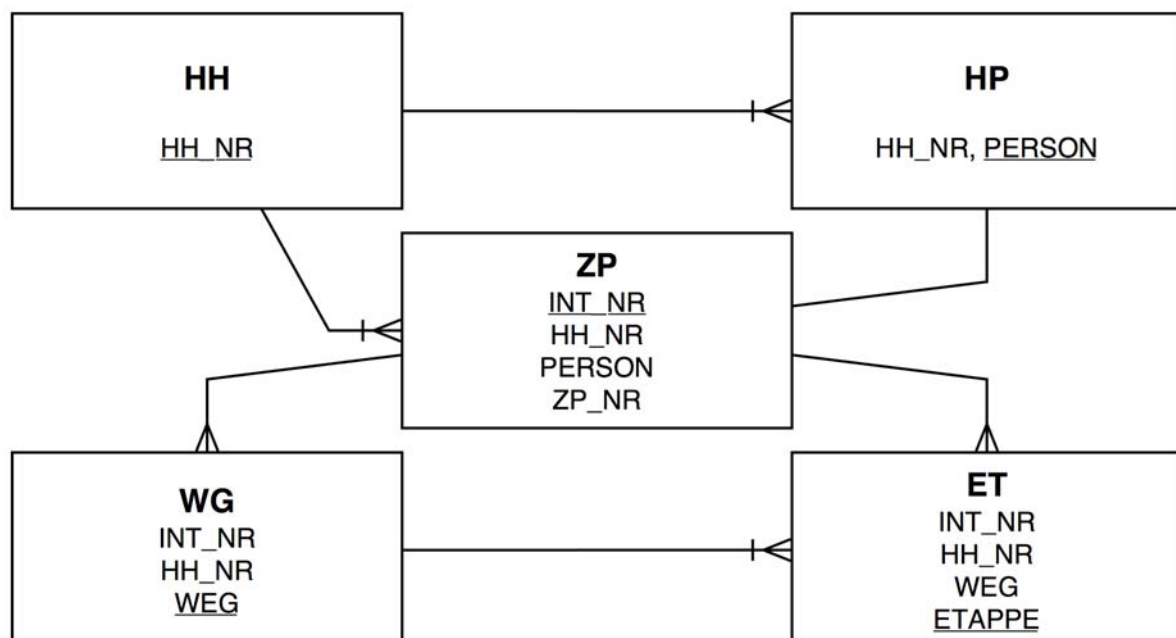 HH
HH_NR
HP
HH_NR, PERSON
ZP
INT_NR
HH_NR
PERSON
ZP_NR
WG
INT_NR
HH_NR
WEG
ET
INT_NR
HH_NR
WEG
ETAPPE